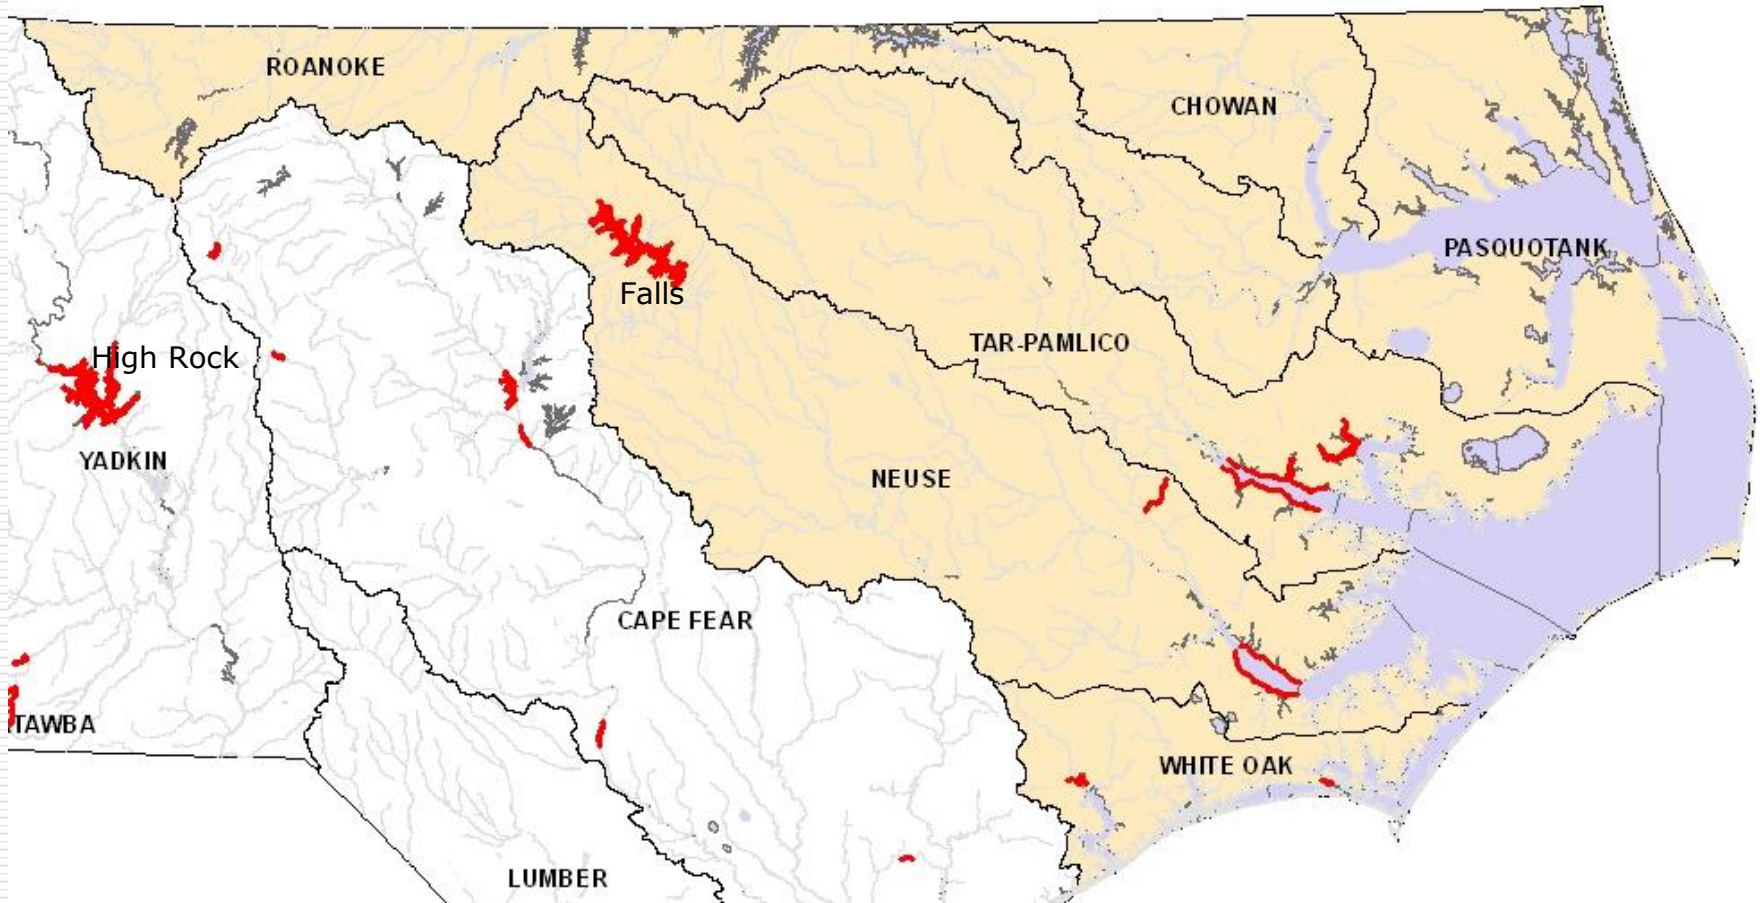 ROANOKE
CHOWAN
PASQUOTANK
Falls
TAR-PAMLICO
High Rock
YADKIN
NEUSE
CAPE FEAR
TAWBA
WHITE OAK
LUMBER